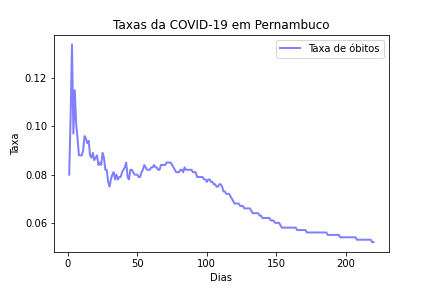 Taxas da COVID-19 em Pernambuco
Taxa de óbitos
0.12
0.10
0.08
0.06
Taxa
0 50 100 150 200
Dias